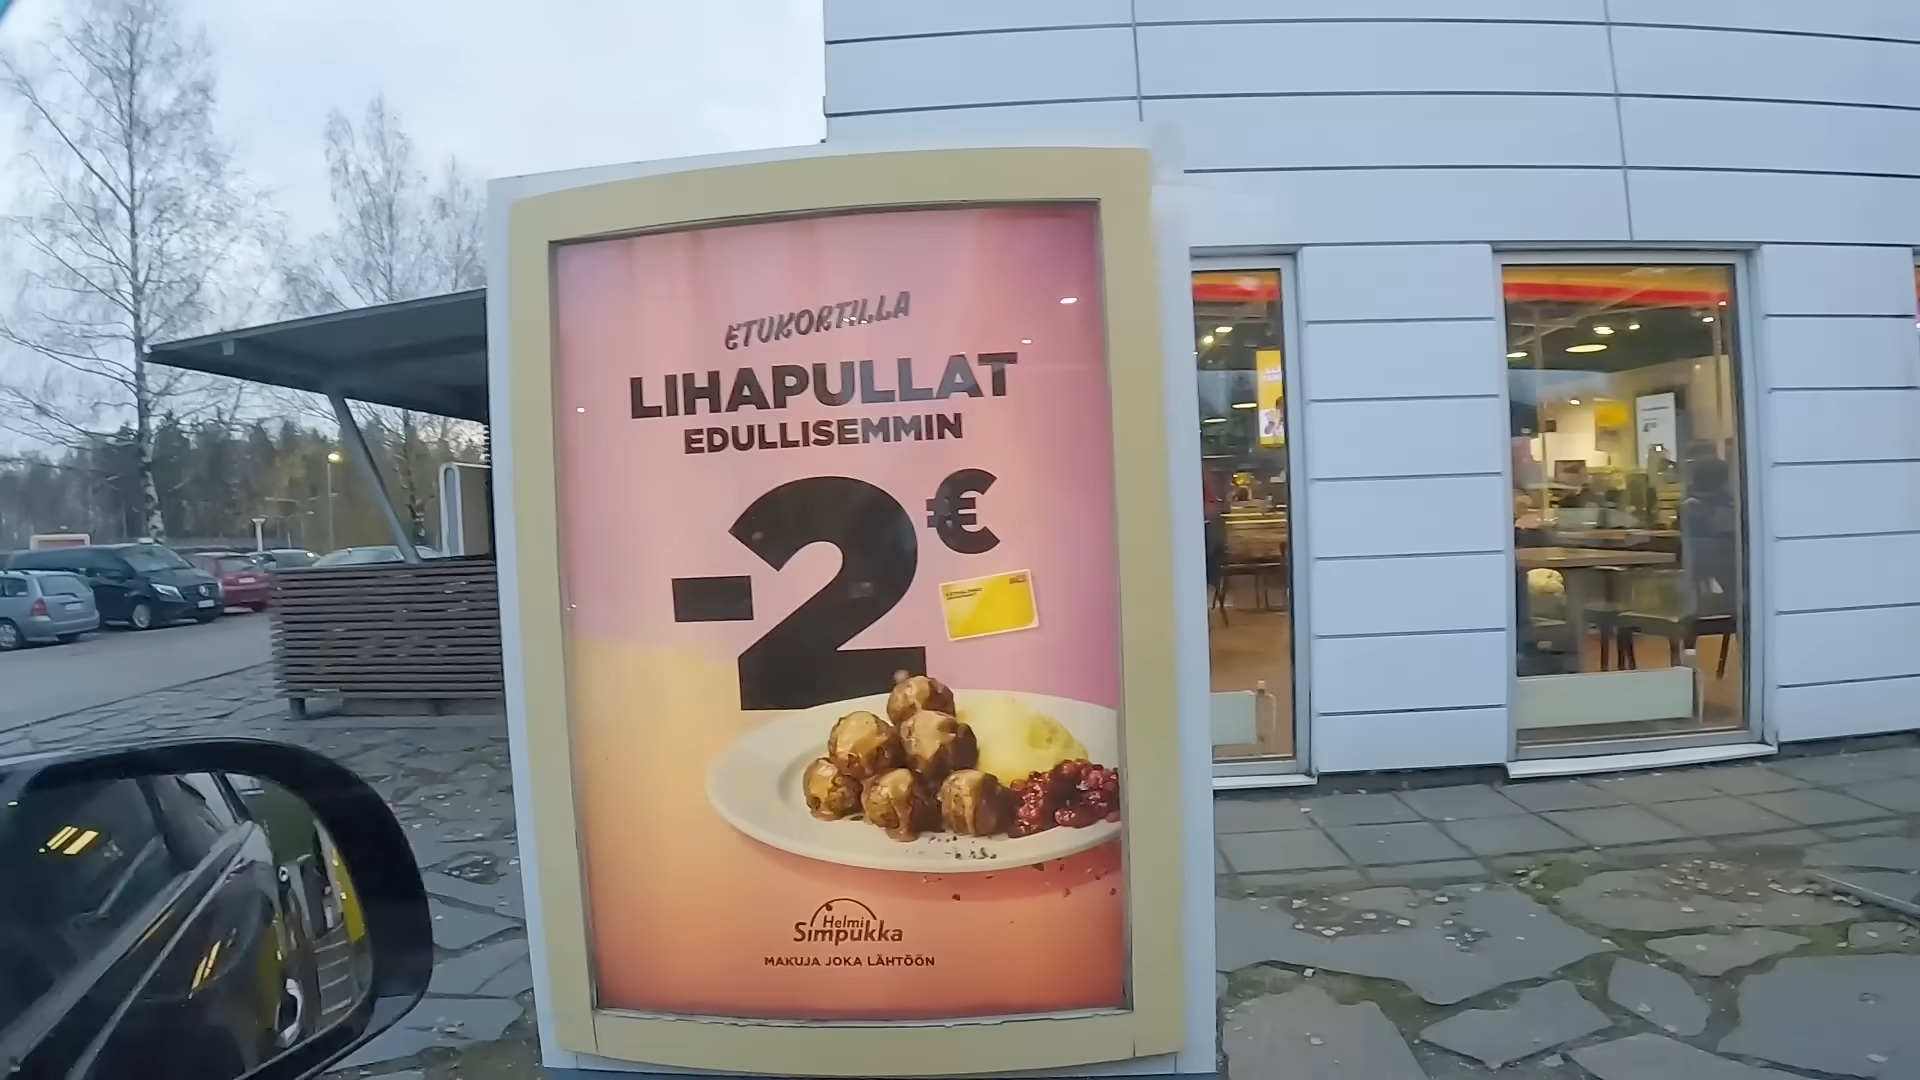 ETUKORTILLA
LIHAPULLAT
EDULLISEMMIN
-2€
Helmi
Simpukka
MAKUJA JOKA LÄHTÖÖN